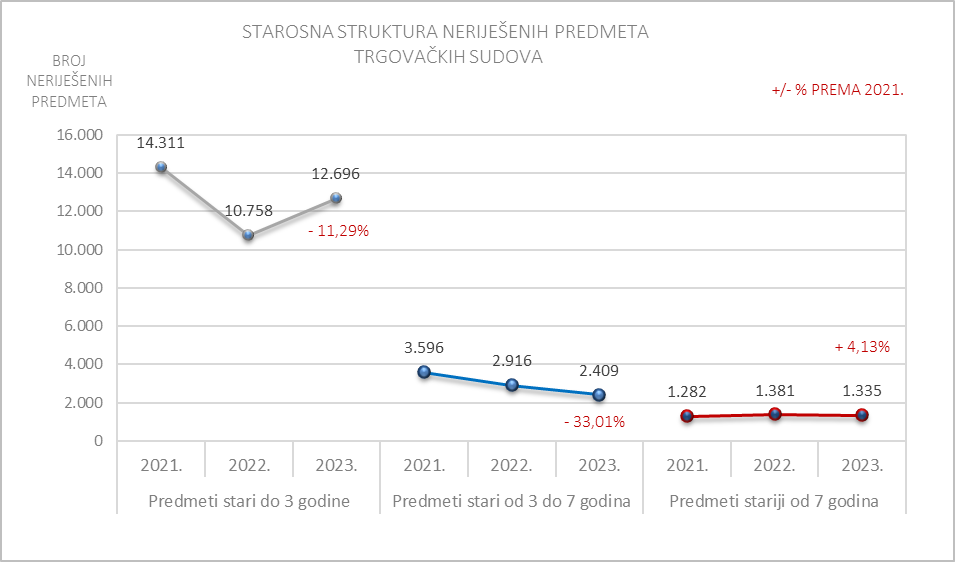 STAROSNA STRUKTURA NERIJEŠENIH PREDMETA
TRGOVAČKIH SUDOVA
BROJ
NERIJEŠENIH
PREDMETA
+/- % PREMA 2021.
16.000
14.000
12.000
10.000
8.000
6.000
4.000
2.000
0
14.311
10.758
12.696
- 11,29%
3.596
2.916
2.409
- 33,01%
1.282
1.381
1.335
+ 4,13%
2021. 2022. 2023. 2021. 2022. 2023. 2021. 2022. 2023.
Predmeti stari do 3 godine Predmeti stari od 3 do 7 godina Predmeti stariji od 7 godina